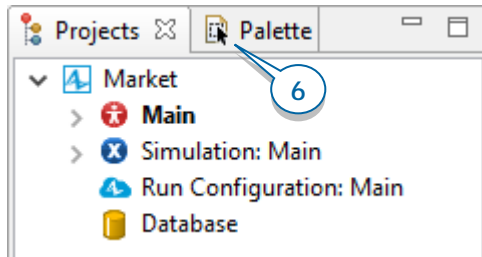 Projects Palette
6
Market
Main
Simulation: Main
Run Configuration: Main
Database